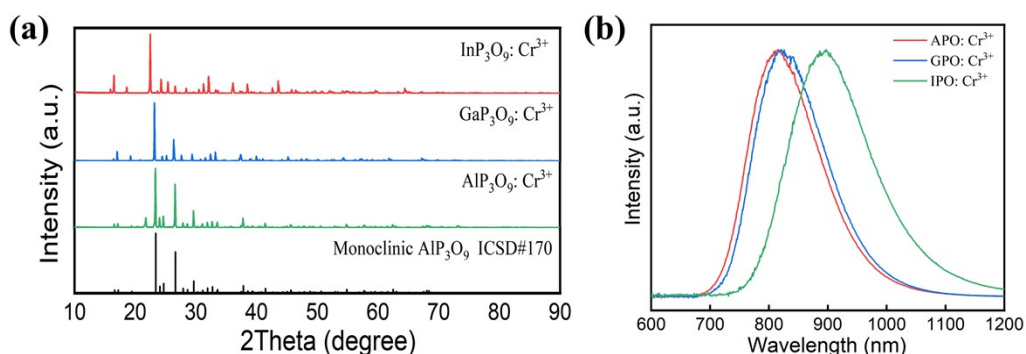 (a)
InP₃O₉: Cr³⁺
GaP₃O₉: Cr³⁺
AlP₃O₉: Cr³⁺
Monoclinic AlP₃O₉ ICSD#170
Intensity (a.u.)
10 20 30 40 50 60 70 80 90
2Theta (degree)
(b)
APO: Cr³⁺
GPO: Cr³⁺
IPO: Cr³⁺
Intensity (a.u.)
600 700 800 900 1000 1100 1200
Wavelength (nm)